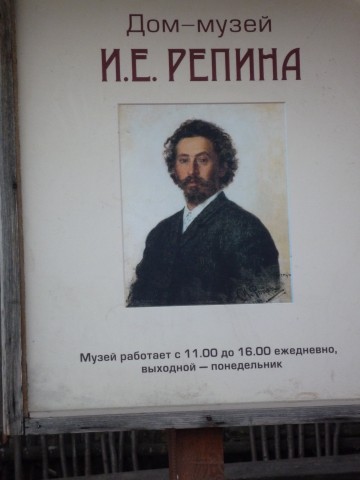 Дом-музей
И.Е. РЕПИНА
Музей работает с 11.00 до 16.00 ежедневно,
выходной — понедельник